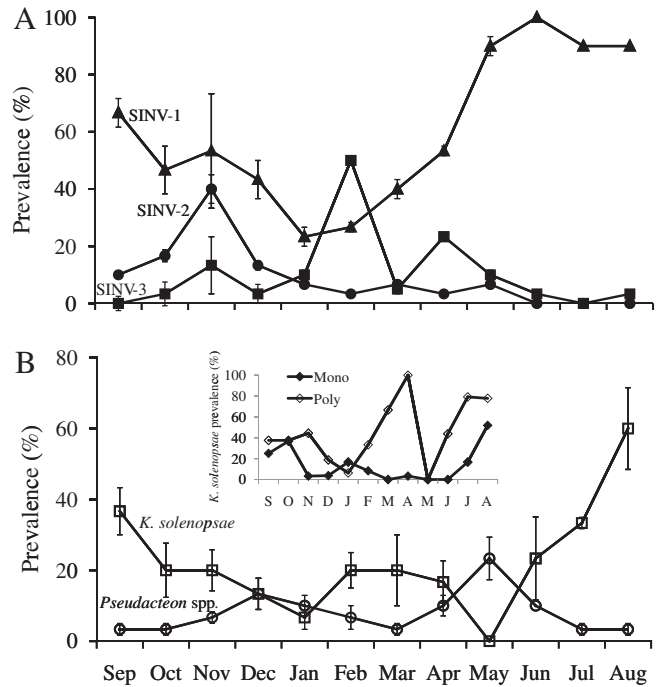 A
100
80
60
40
20
0
Prevalence (%)
SINV-1
SINV-2
SINV-3
B
80
60
40
20
0
Prevalence (%)
K. solenopsae
Pseudacteon spp.
K. solenopsae prevalence (%)
100
80
60
40
20
0
Mono
Poly
S O N D J F M A M J J A
Sep Oct Nov Dec Jan Feb Mar Apr May Jun Jul Aug